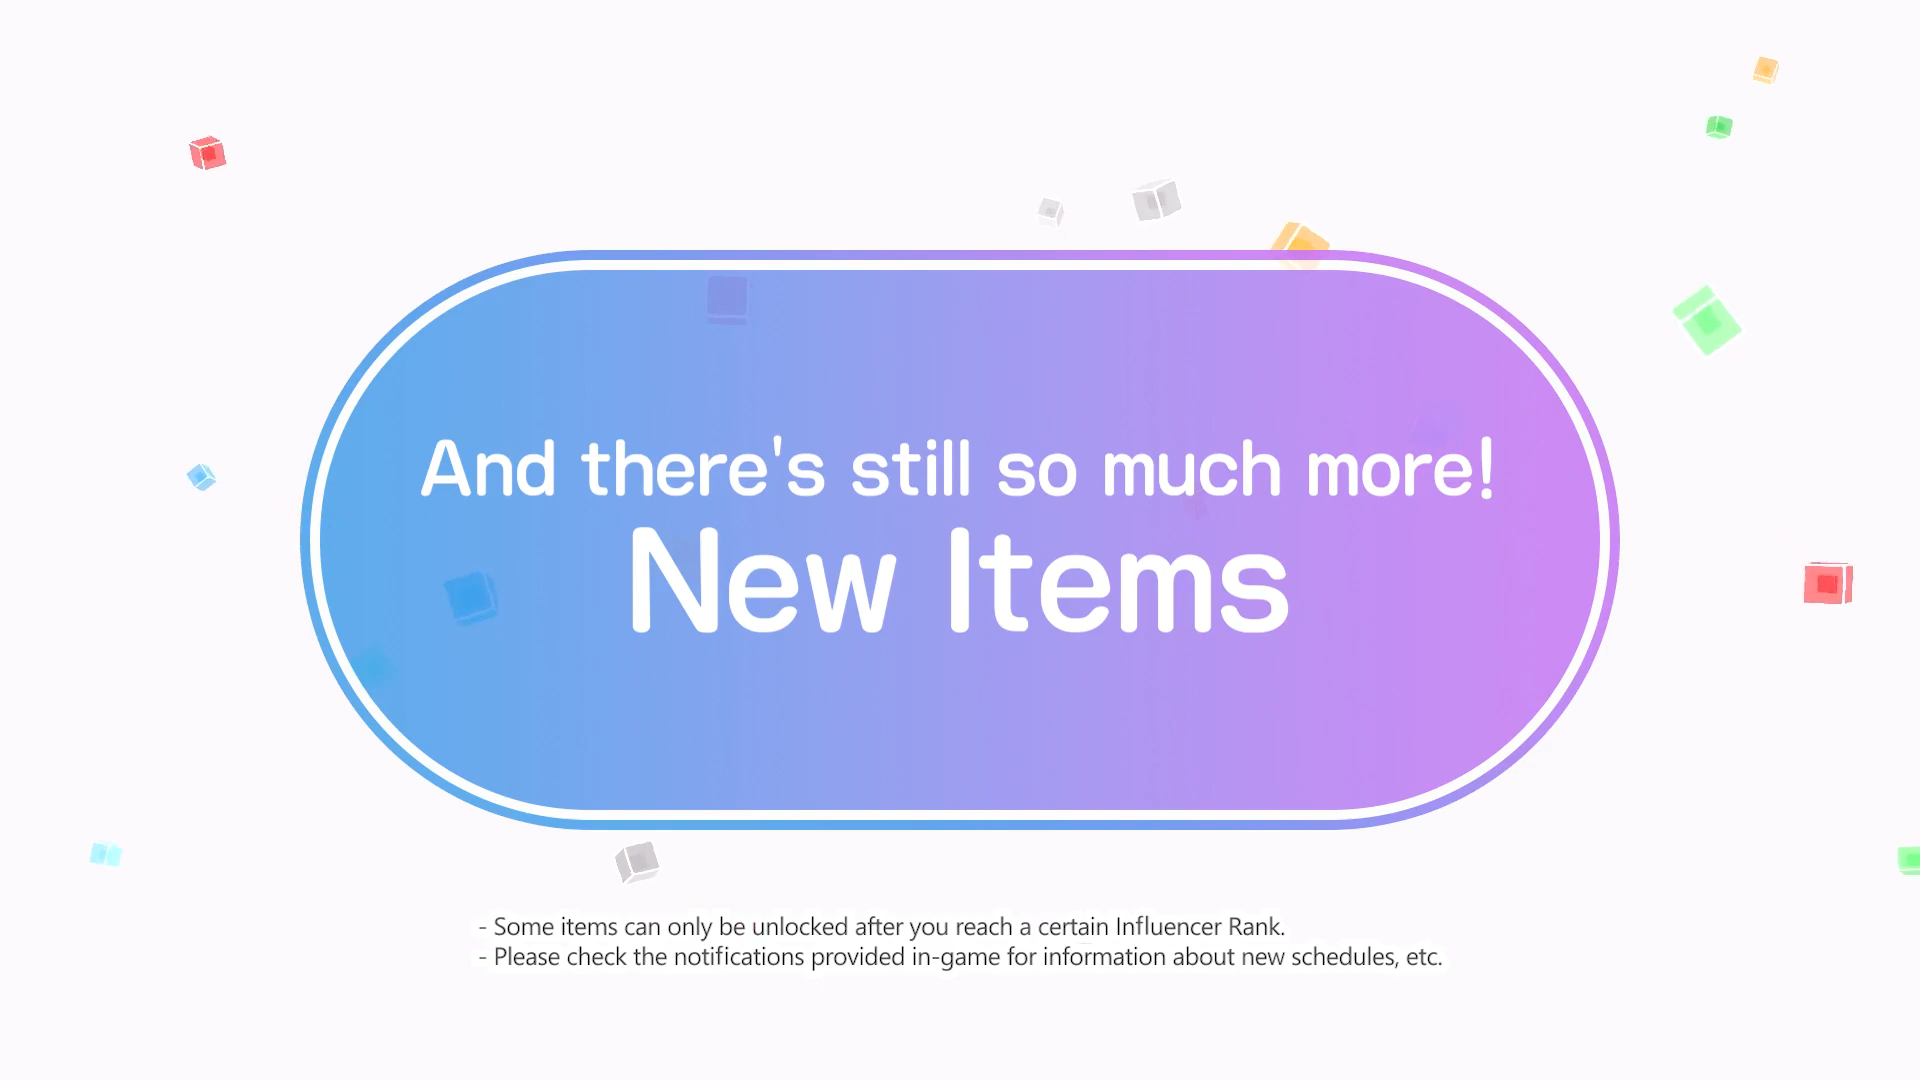 And there's still so much more!
New Items
- Some items can only be unlocked after you reach a certain Influencer Rank.
- Please check the notifications provided in-game for information about new schedules, etc.